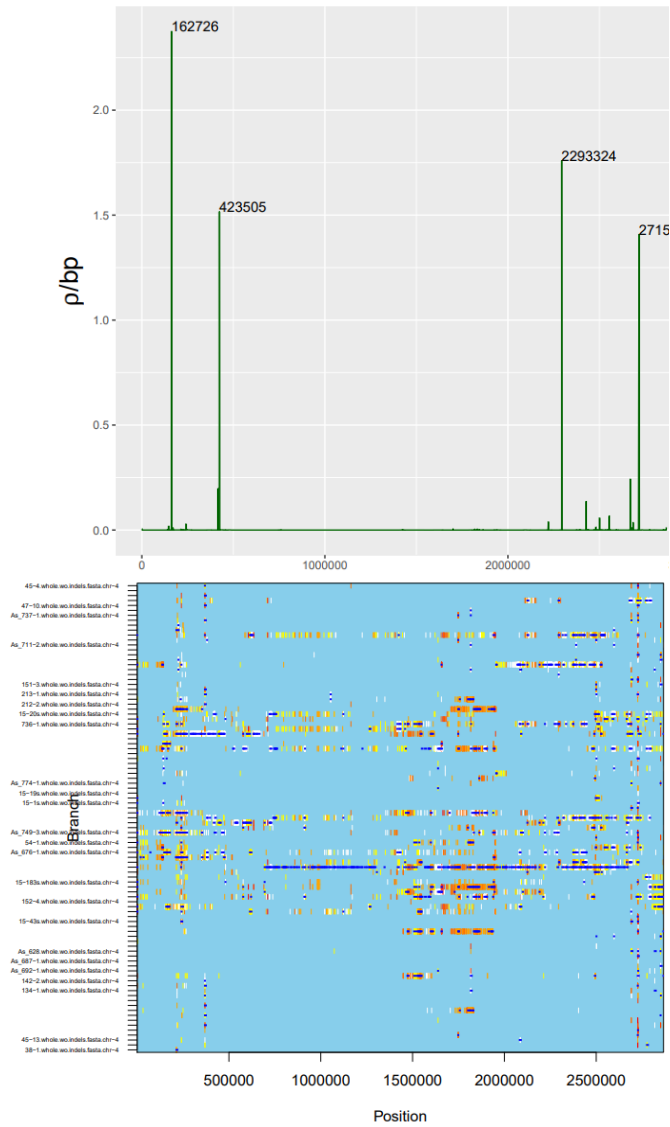 162726
2293324
423505
2715
2.0
1.5
1.0
0.5
0.0
ρ/bp
0
1000000
2000000
45−4.whole.wo.indels.fasta.chr−4
47−10.whole.wo.indels.fasta.chr−4
As_737−1.whole.wo.indels.fasta.chr−4
As_711−2.whole.wo.indels.fasta.chr−4
151−3.whole.wo.indels.fasta.chr−4
213−1.whole.wo.indels.fasta.chr−4
212−2.whole.wo.indels.fasta.chr−4
15−20s.whole.wo.indels.fasta.chr−4
736−1.whole.wo.indels.fasta.chr−4
As_774−1.whole.wo.indels.fasta.chr−4
15−19s.whole.wo.indels.fasta.chr−4
15−1s.whole.wo.indels.fasta.chr−4
Branch
As_749−3.whole.wo.indels.fasta.chr−4
54−1.whole.wo.indels.fasta.chr−4
As_676−1.whole.wo.indels.fasta.chr−4
15−183s.whole.wo.indels.fasta.chr−4
152−4.whole.wo.indels.fasta.chr−4
15−43s.whole.wo.indels.fasta.chr−4
As_628.whole.wo.indels.fasta.chr−4
As_687−1.whole.wo.indels.fasta.chr−4
As_692−1.whole.wo.indels.fasta.chr−4
142−2.whole.wo.indels.fasta.chr−4
134−1.whole.wo.indels.fasta.chr−4
45−13.whole.wo.indels.fasta.chr−4
38−1.whole.wo.indels.fasta.chr−4
500000
1000000
1500000
2000000
2500000
Position